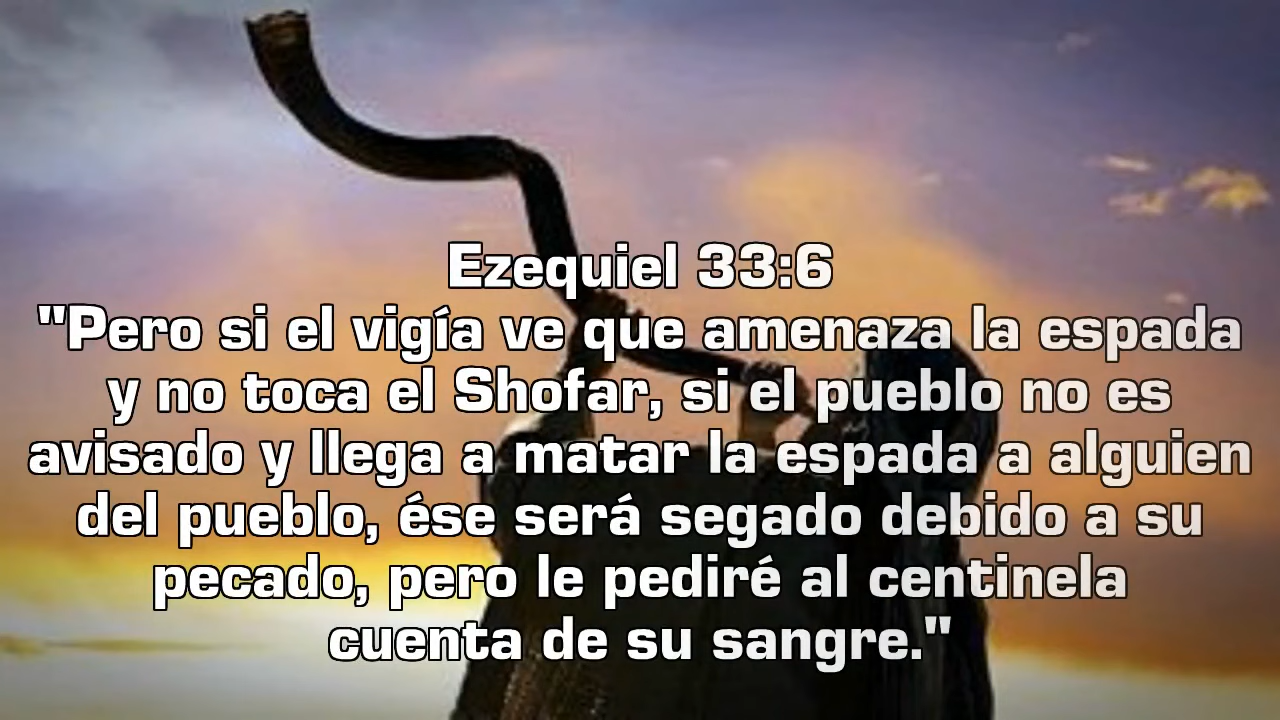 Ezequiel 33:6
"Pero si el vigía ve que amenaza la espada
y no toca el Shofar, si el pueblo no es
avisado y llega a matar la espada a alguien
del pueblo, ése será segado debido a su
pecado, pero le pediré al centinela
cuenta de su sangre."